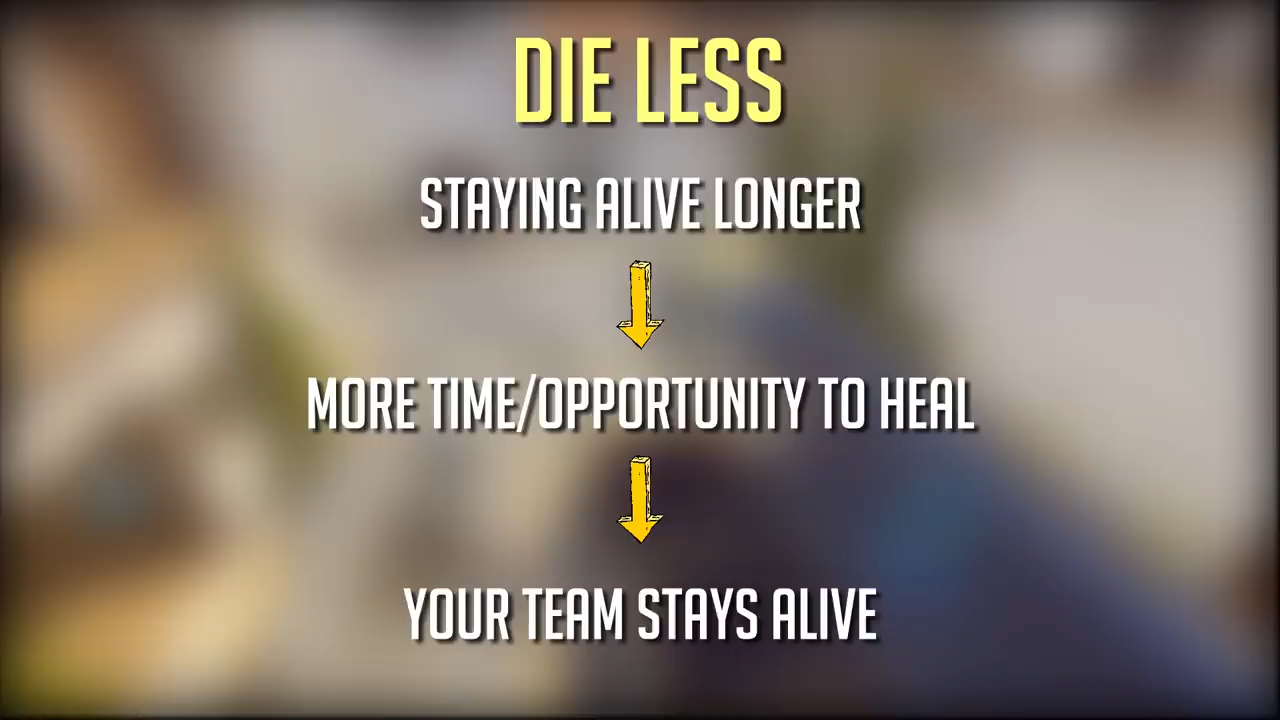 DIE LESS
STAYING ALIVE LONGER
MORE TIME/OPPORTUNITY TO HEAL
YOUR TEAM STAYS ALIVE